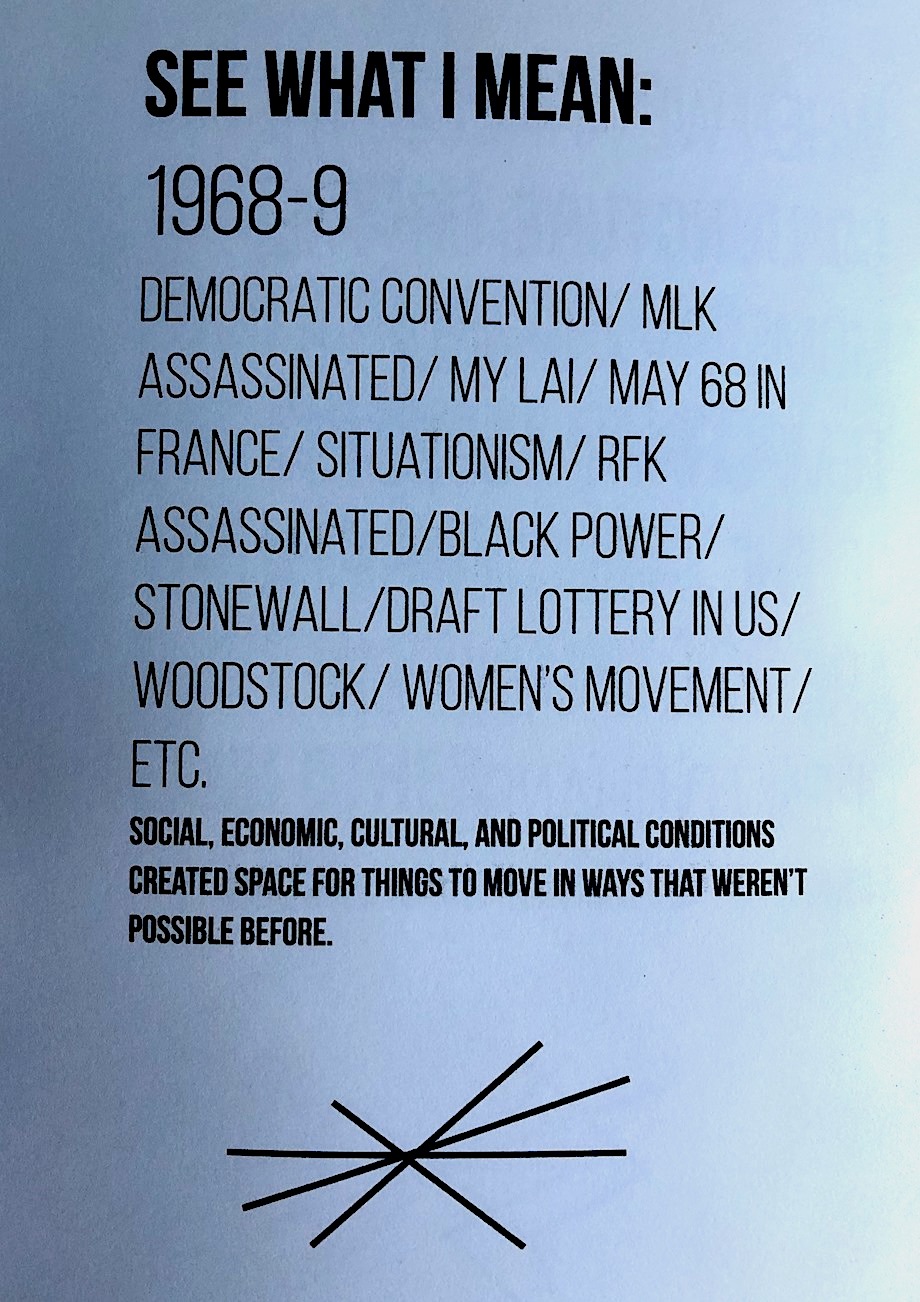 SEE WHAT I MEAN:
1968-9
DEMOCRATIC CONVENTION/ MLK
ASSASSINATED/ MY LAI/ MAY 68 IN
FRANCE/ SITUATIONISM/ RFK
ASSASSINATED/BLACK POWER/
STONEWALL/DRAFT LOTTERY IN US/
WOODSTOCK/ WOMEN'S MOVEMENT/
ETC.
SOCIAL, ECONOMIC, CULTURAL, AND POLITICAL CONDITIONS
CREATED SPACE FOR THINGS TO MOVE IN WAYS THAT WEREN'T
POSSIBLE BEFORE.